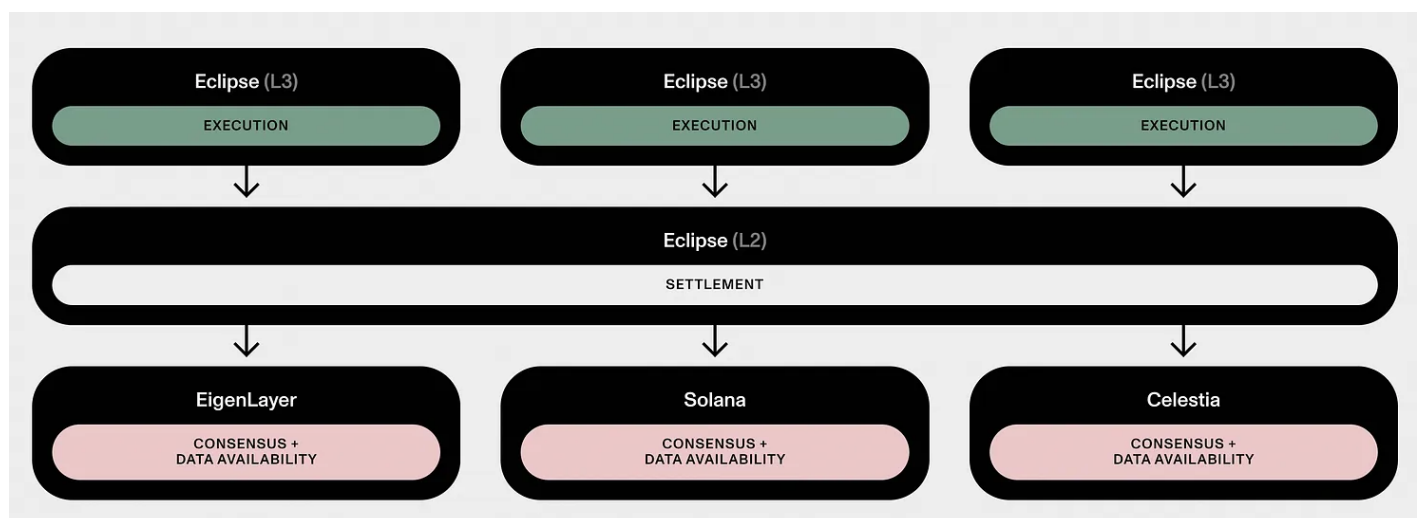 Eclipse (L3)
EXECUTION
Eclipse (L3)
EXECUTION
Eclipse (L3)
EXECUTION
Eclipse (L2)
SETTLEMENT
EigenLayer
CONSENSUS +
DATA AVAILABILITY
Solana
CONSENSUS +
DATA AVAILABILITY
Celestia
CONSENSUS +
DATA AVAILABILITY